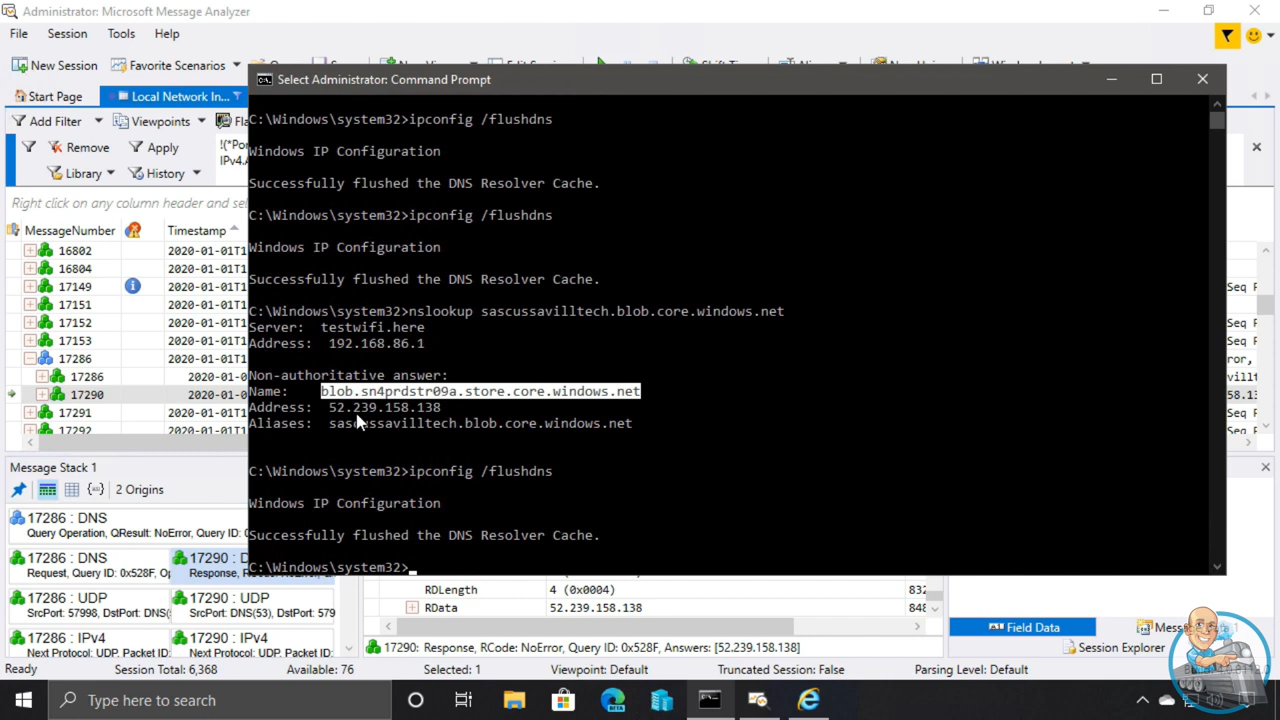 Administrator: Microsoft Message Analyzer
File Session Tools Help
New Session Favorite Scenarios
Select Administrator: Command Prompt
Start Page Local Network In...
Add Filter Viewpoints
Remove Apply
Library History
Right click on any column header and sel
MessageNumber Timestamp
16802 2020-01-01T1
16804 2020-01-01T1
17149 2020-01-01T1
17151 2020-01-01T1
17152 2020-01-01T1
17153 2020-01-01T1
17286 2020-01-01T1
17286 2020-01-0
17290 2020-01-0
17291 2020-01-01T1
17292 2020-01-01T1
C:\Windows\system32>ipconfig /flushdns
Windows IP Configuration
Successfully flushed the DNS Resolver Cache.
C:\Windows\system32>ipconfig /flushdns
Windows IP Configuration
Successfully flushed the DNS Resolver Cache.
C:\Windows\system32>nslookup sascussavilltech.blob.core.windows.net
Server: testwifi.here
Address: 192.168.86.1
Non-authoritative answer:
Name: blob.sn4prdstr09a.store.core.windows.net
Address: 52.239.158.138
Aliases: sascussavilltech.blob.core.windows.net
C:\Windows\system32>ipconfig /flushdns
Windows IP Configuration
Successfully flushed the DNS Resolver Cache.
C:\Windows\system32>
Message Stack 1
2 Origins
17286 : DNS
Query Operation, QResult: NoError, Query ID: 0
17286 : DNS 17290 : D
Request, Query ID: 0x528F, Response, R
17286 : UDP 17290 : UDP
SrcPort: 57998, DstPort: DNS( SrcPort: DNS(53), DstPort: 579
17286 : IPv4 17290 : IPv4
Next Protocol: UDP, Packet ID Next Protocol: UDP, Packet ID
RDLength 4 (0x0004) 832
RData 52.239.158.138 848
17290: Response, RCode: NoError, Query ID: 0x528F, Answers: [52.239.158.138]
Field Data
Session Explorer
Ready Session Total: 6,368 Available: 76 Selected: 1 Viewpoint: Default Truncated Session: False Parsing Level: Default
Type here to search
BETA